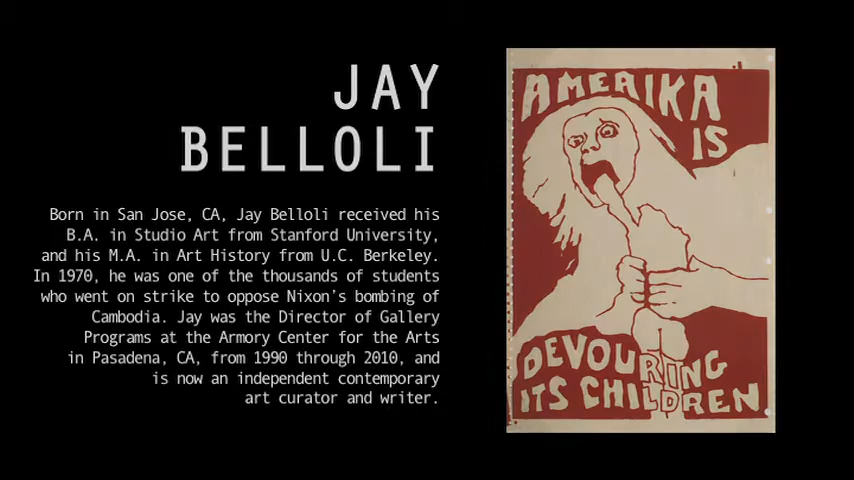 JAY
BELLOLI
Born in San Jose, CA, Jay Belloli received his
B.A. in Studio Art from Stanford University,
and his M.A. in Art History from U.C. Berkeley.
In 1970, he was one of the thousands of students
who went on strike to oppose Nixon's bombing of
Cambodia. Jay was the Director of Gallery
Programs at the Armory Center for the Arts
in Pasadena, CA, from 1990 through 2010, and
is now an independent contemporary
art curator and writer.
AMERIKA
IS
DEVOURING
ITS CHILDREN